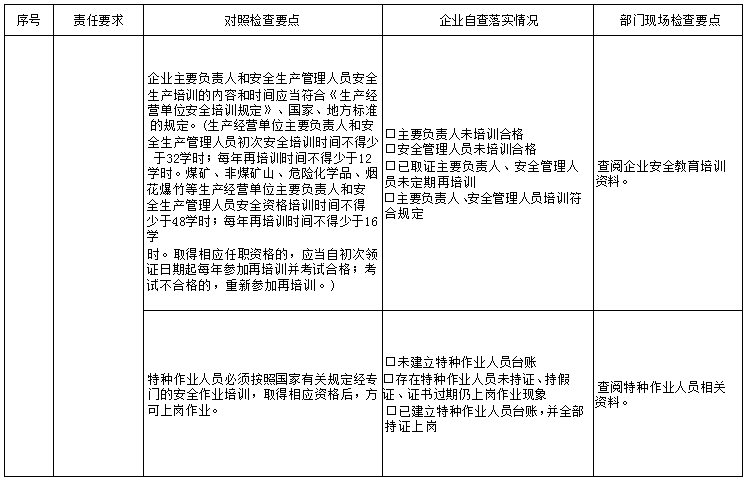 序号 责任要求 对照检查要点 企业自查落实情况 部门现场检查要点
企业主要负责人和安全生产管理人员安全
生产培训的内容和时间应当符合《生产经
营单位安全培训规定》、国家、地方标准
的规定。(生产经营单位主要负责人和安
全生产管理人员初次安全培训时间不得少
于32学时；每年再培训时间不得少于12
学时。煤矿、非煤矿山、危险化学品、烟
花爆竹等生产经营单位主要负责人和安
全生产管理人员安全资格培训时间不得
少于48学时；每年再培训时间不得少于16
学
时。取得相应任职资格的，应当自初次领
证日期起每年参加再培训并考试合格；考
试不合格的，重新参加再培训。)
□主要负责人未培训合格
□安全管理人员未培训合格
□已取证主要负责人、安全管理人
员未定期再培训
□主要负责人、安全管理人员培训符
合规定
查阅企业安全教育培训
资料。
特种作业人员必须按照国家有关规定经专
门的安全作业培训，取得相应资格后，方
可上岗作业。
□未建立特种作业人员台账
□存在特种作业人员未持证、持假
证、证书过期仍上岗作业现象
□已建立特种作业人员台账，并全部
持证上岗
查阅特种作业人员相关
资料。